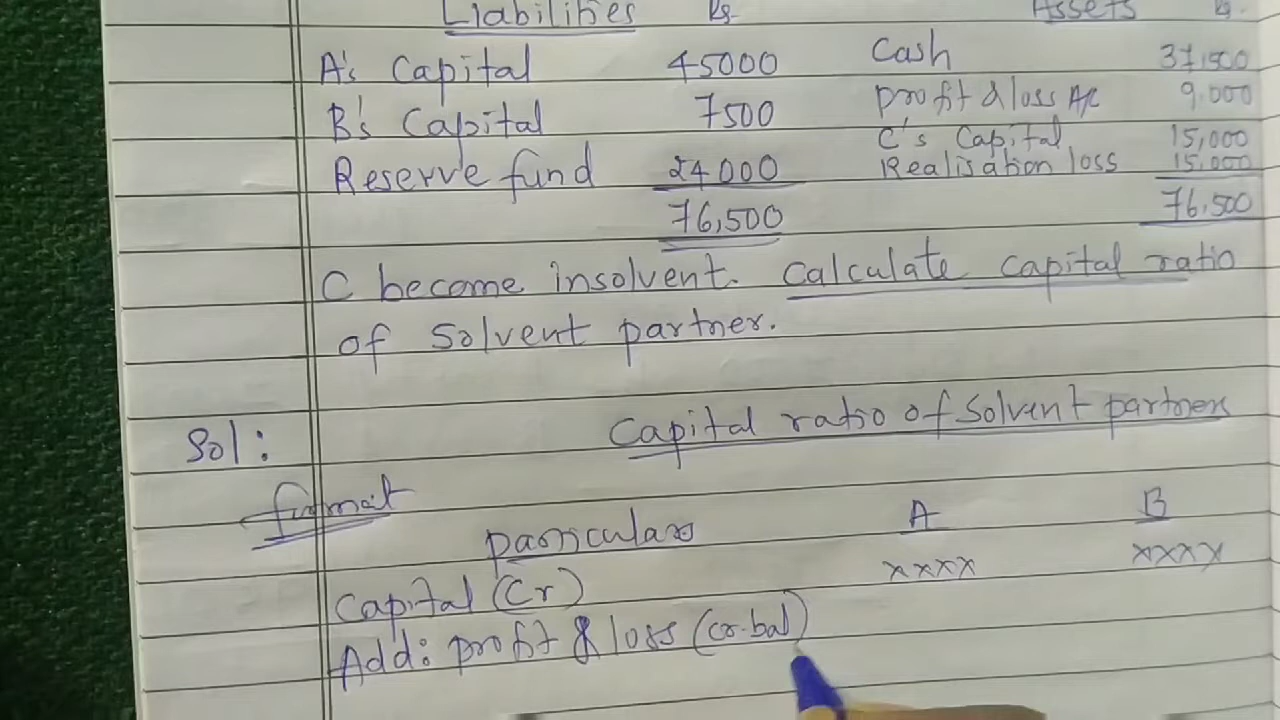 Liabilities Rs. Assets Rs.
A's Capital 45000 Cash 37,500
B's Capital 7500 Profit & loss A/c 9,000
Reserve fund 24000 C's Capital 15,000
Realisation loss 15,000
76,500 76,500
C become insolvent. Calculate capital ratio
of Solvent partner.
Sol: Capital ratio of Solvent partners
format
Particulars A B
Capital (Cr) xxxx xxxx
Add: profit & loss (cr.bal)